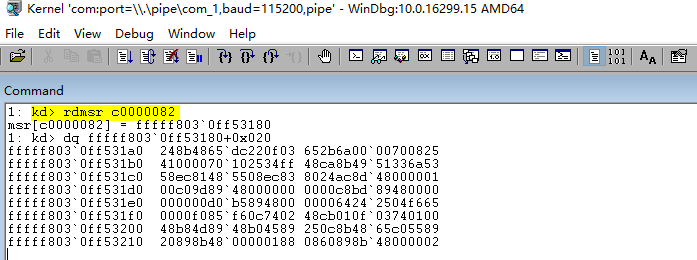 Kernel 'com:port=\\.\pipe\com_1,baud=115200,pipe' - WinDbg:10.0.16299.15 AMD64
File Edit View Debug Window Help
101
101
Command
1: kd> rdmsr c0000082
msr[c0000082] = fffff803`0ff53180
1: kd> dq fffff803`0ff53180+0x020
fffff803`0ff531a0 248b4865`dc220f03 652b6a00`00700825
fffff803`0ff531b0 41000070`102534ff 48ca8b49`51336a53
fffff803`0ff531c0 58ec8148`5508ec83 8024ac8d`48000001
fffff803`0ff531d0 00c09d89`48000000 0000c8bd`89480000
fffff803`0ff531e0 000000d0`b5894800 00006424`2504f665
fffff803`0ff531f0 0000f085`f60c7402 48cb010f`03740100
fffff803`0ff53200 48b84d89`48b04589 250c8b48`65c05589
fffff803`0ff53210 20898b48`00000188 0860898b`48000002